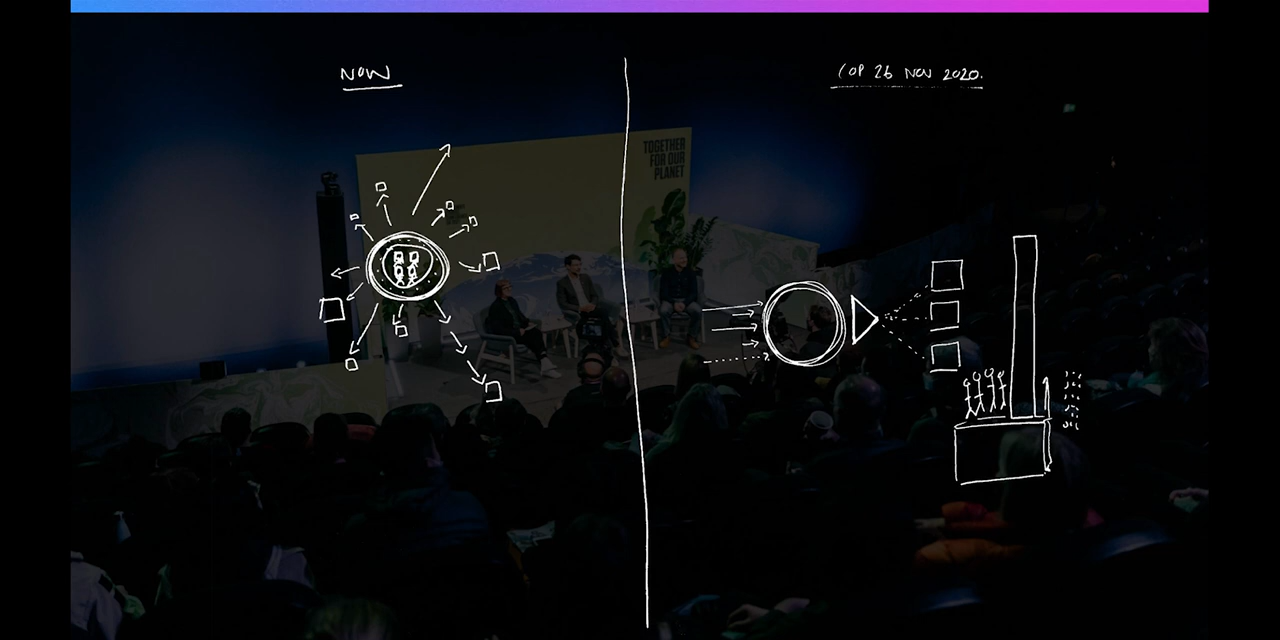 NOW
COP 26 NOV 2020.
TOGETHER
FOR OUR
PLANET